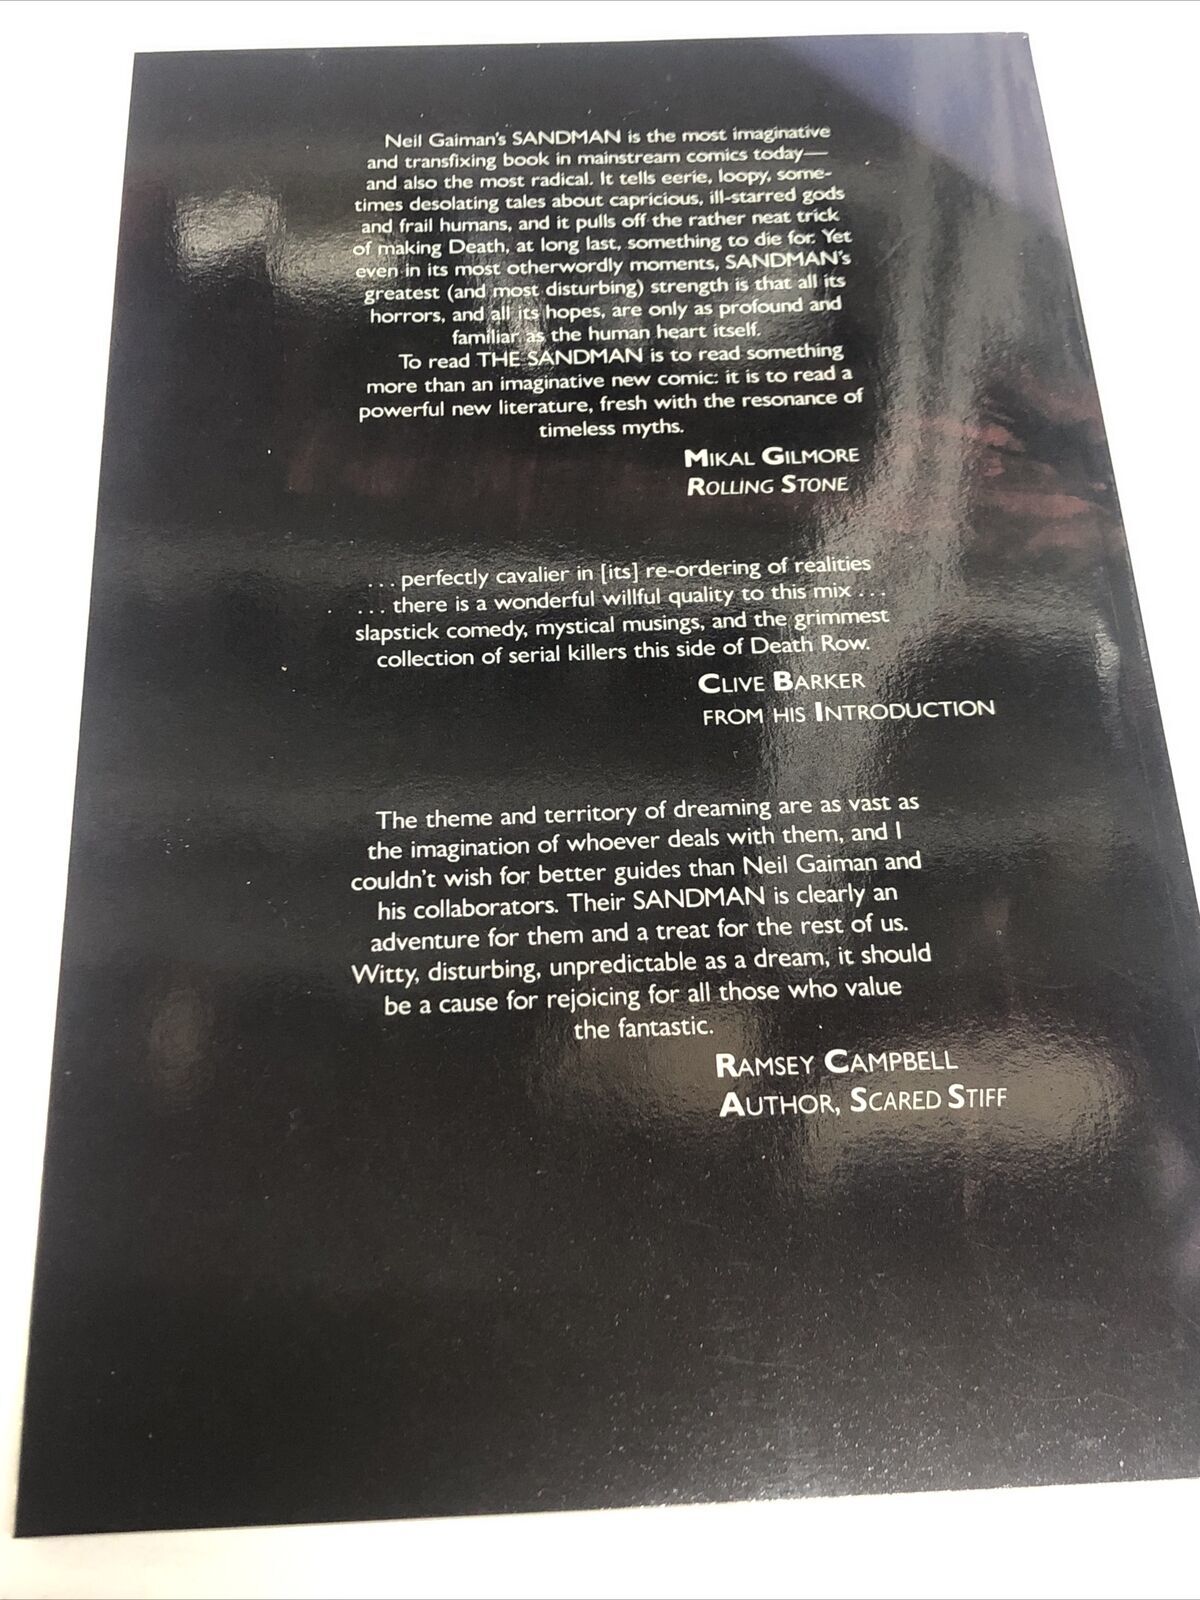 Neil Gaiman's SANDMAN is the most imaginative
and transfixing book in mainstream comics today—
and also the most radical. It tells eerie, loopy, some-
times desolating tales about capricious, ill-starred gods
and frail humans, and it pulls off the rather neat trick
of making Death, at long last, something to die for. Yet
even in its most otherwordly moments, SANDMAN's
greatest (and most disturbing) strength is that all its
horrors, and all its hopes, are only as profound and
familiar as the human heart itself.
To read THE SANDMAN is to read something
more than an imaginative new comic: it is to read a
powerful new literature, fresh with the resonance of
timeless myths.
MIKAL GILMORE
ROLLING STONE
. . . perfectly cavalier in [its] re-ordering of realities
. . . there is a wonderful willful quality to this mix . . .
slapstick comedy, mystical musings, and the grimmest
collection of serial killers this side of Death Row.
CLIVE BARKER
FROM HIS INTRODUCTION
The theme and territory of dreaming are as vast as
the imagination of whoever deals with them, and I
couldn't wish for better guides than Neil Gaiman and
his collaborators. Their SANDMAN is clearly an
adventure for them and a treat for the rest of us.
Witty, disturbing, unpredictable as a dream, it should
be a cause for rejoicing for all those who value
the fantastic.
RAMSEY CAMPBELL
AUTHOR, SCARED STIFF